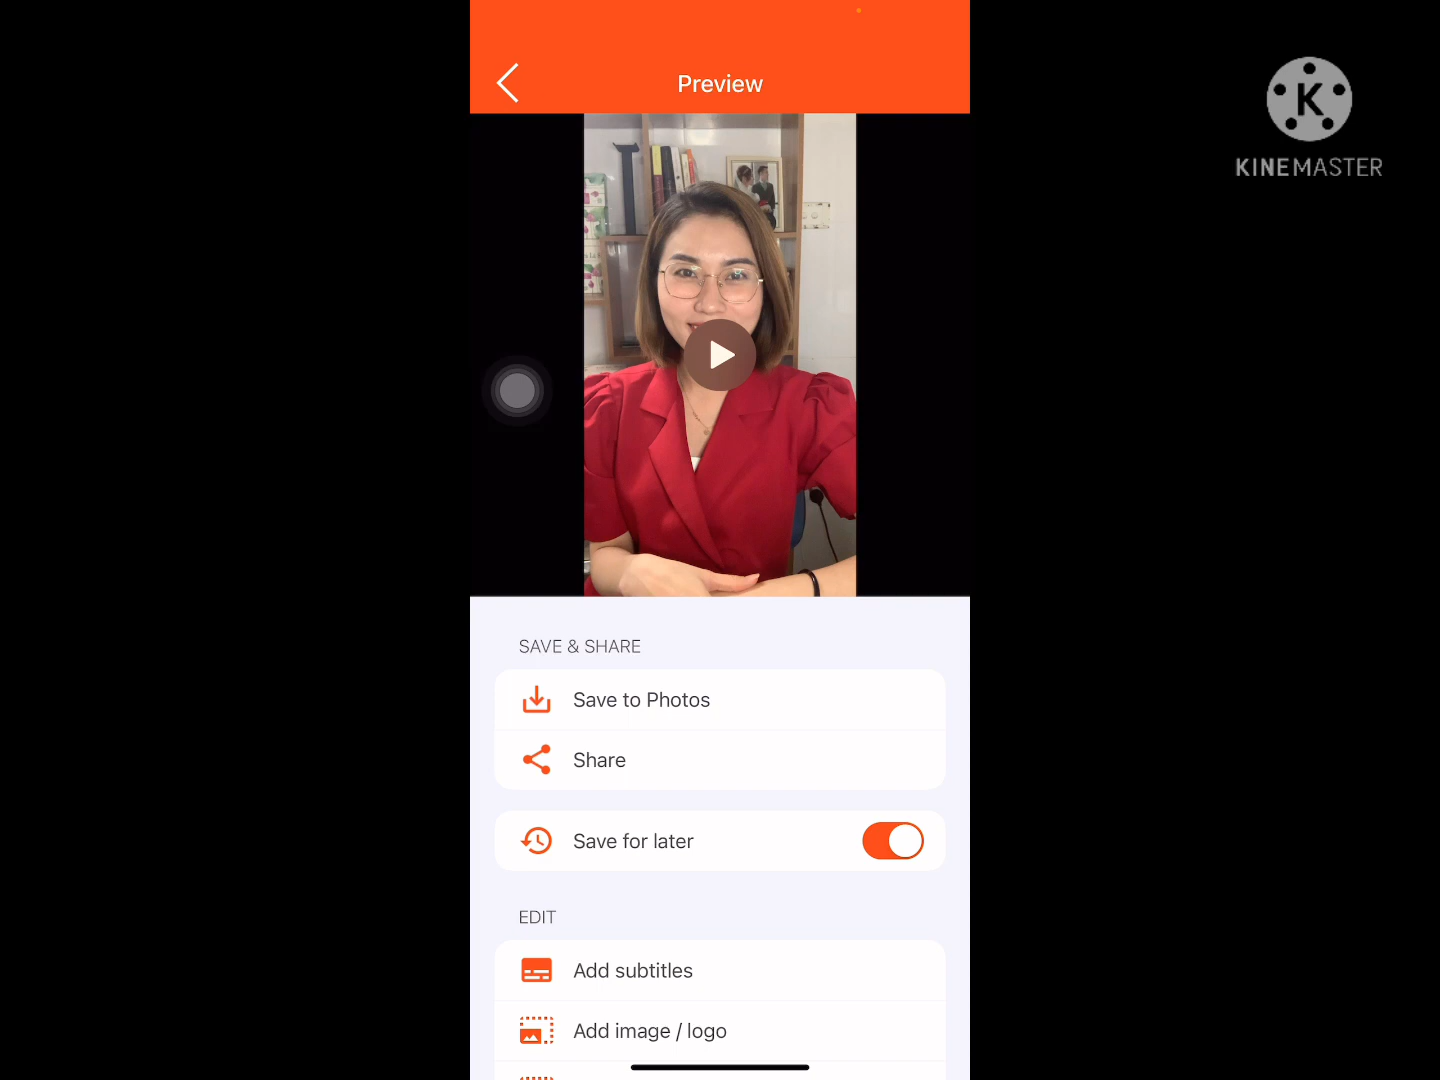 Preview
K
KINEMASTER
SAVE & SHARE
Save to Photos
Share
Save for later
EDIT
Add subtitles
Add image / logo